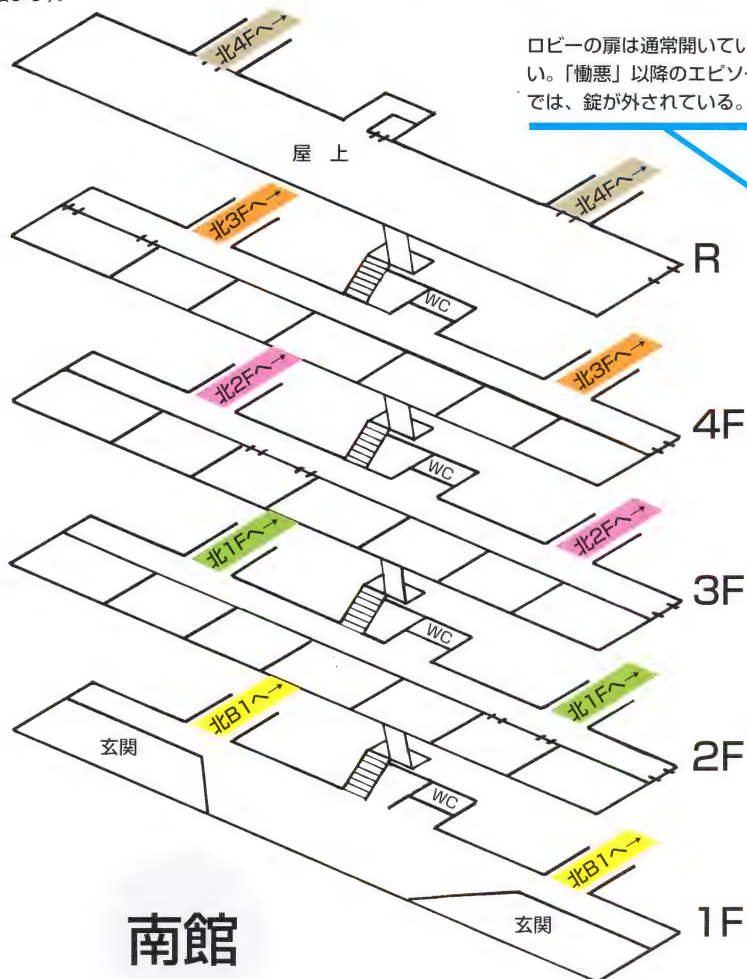 北4Fへ→
ロビーの扉は通常開いてい
い。「慟悪」以降のエピソー
では、錠が外されている。
屋 上
北4Fへ→
R
北3Fへ→
WC
北3Fへ→
4F
北2Fへ→
WC
北2Fへ→
3F
北1Fへ→
WC
北1Fへ→
2F
北B1へ→
玄関
WC
北B1へ→
玄関
1F
南館